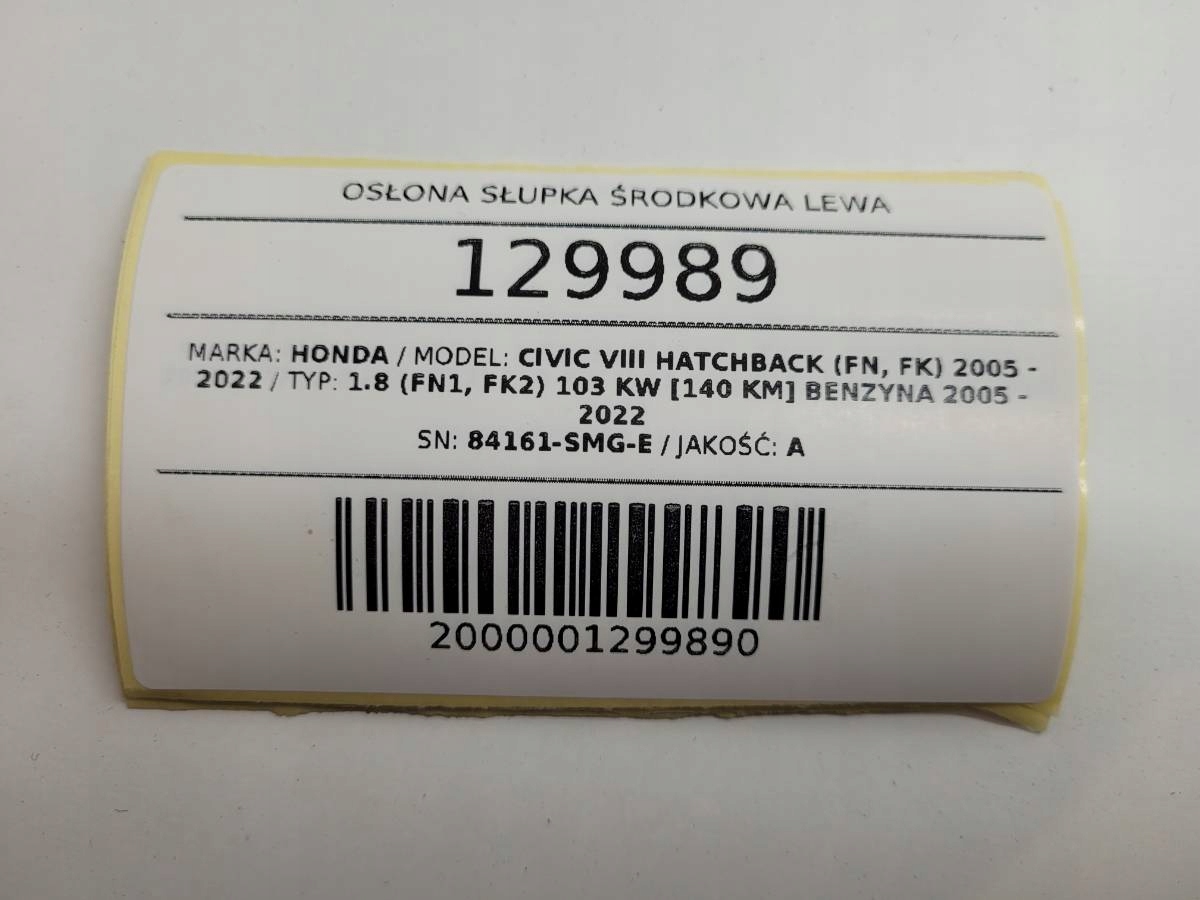 OSŁONA SŁUPKA ŚRODKOWA LEWA
129989
MARKA: HONDA / MODEL: CIVIC VIII HATCHBACK (FN, FK) 2005 -
2022 / TYP: 1.8 (FN1, FK2) 103 KW [140 KM] BENZYNA 2005 -
2022
SN: 84161-SMG-E / JAKOŚĆ: A
2000001299890